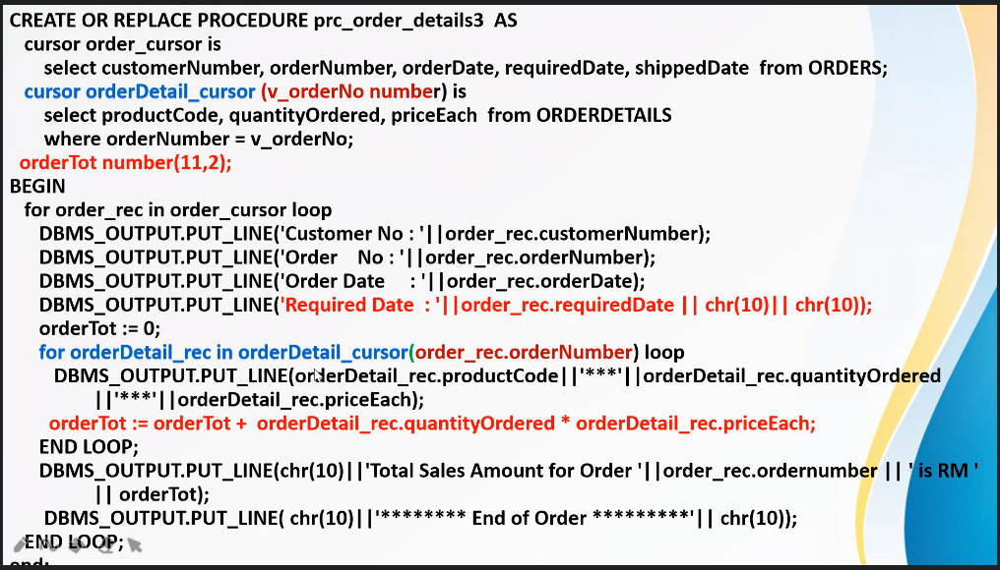 CREATE OR REPLACE PROCEDURE prc_order_details3 AS
cursor order_cursor is
select customerNumber, orderNumber, orderDate, requiredDate, shippedDate from ORDERS;
cursor orderDetail_cursor (v_orderNo number) is
select productCode, quantityOrdered, priceEach from ORDERDETAILS
where orderNumber = v_orderNo;
orderTot number(11,2);
BEGIN
for order_rec in order_cursor loop
DBMS_OUTPUT.PUT_LINE('Customer No : '||order_rec.customerNumber);
DBMS_OUTPUT.PUT_LINE('Order    No : '||order_rec.orderNumber);
DBMS_OUTPUT.PUT_LINE('Order Date    : '||order_rec.orderDate);
DBMS_OUTPUT.PUT_LINE('Required Date  : '||order_rec.requiredDate || chr(10)|| chr(10));
orderTot := 0;
for orderDetail_rec in orderDetail_cursor(order_rec.orderNumber) loop
DBMS_OUTPUT.PUT_LINE(orderDetail_rec.productCode||'***'||orderDetail_rec.quantityOrdered
||'***'||orderDetail_rec.priceEach);
orderTot := orderTot + orderDetail_rec.quantityOrdered * orderDetail_rec.priceEach;
END LOOP;
DBMS_OUTPUT.PUT_LINE(chr(10)||'Total Sales Amount for Order '||order_rec.ordernumber || ' is RM '
|| orderTot);
DBMS_OUTPUT.PUT_LINE( chr(10)||'******** End of Order *********'|| chr(10));
END LOOP;
end;